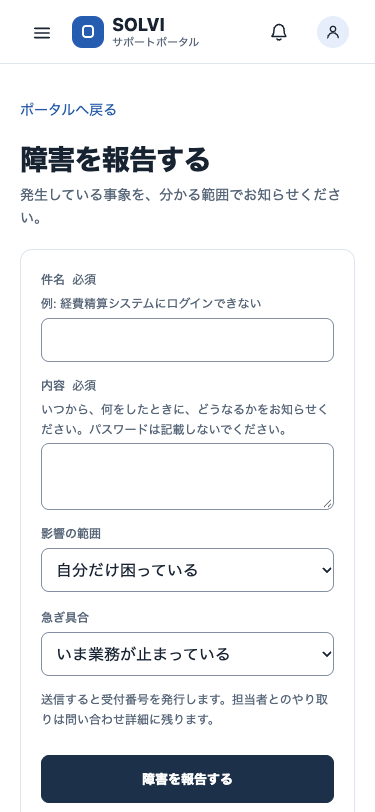 SOLVI
サポートポータル
ポータルへ戻る
障害を報告する
発生している事象を、分かる範囲でお知らせくださ
い。
件名 必須
例: 経費精算システムにログインできない
内容 必須
いつから、何をしたときに、どうなるかをお知らせく
ださい。パスワードは記載しないでください。
影響の範囲
自分だけ困っている
急ぎ具合
いま業務が止まっている
送信すると受付番号を発行します。担当者とのやり取
りは問い合わせ詳細に残ります。
障害を報告する